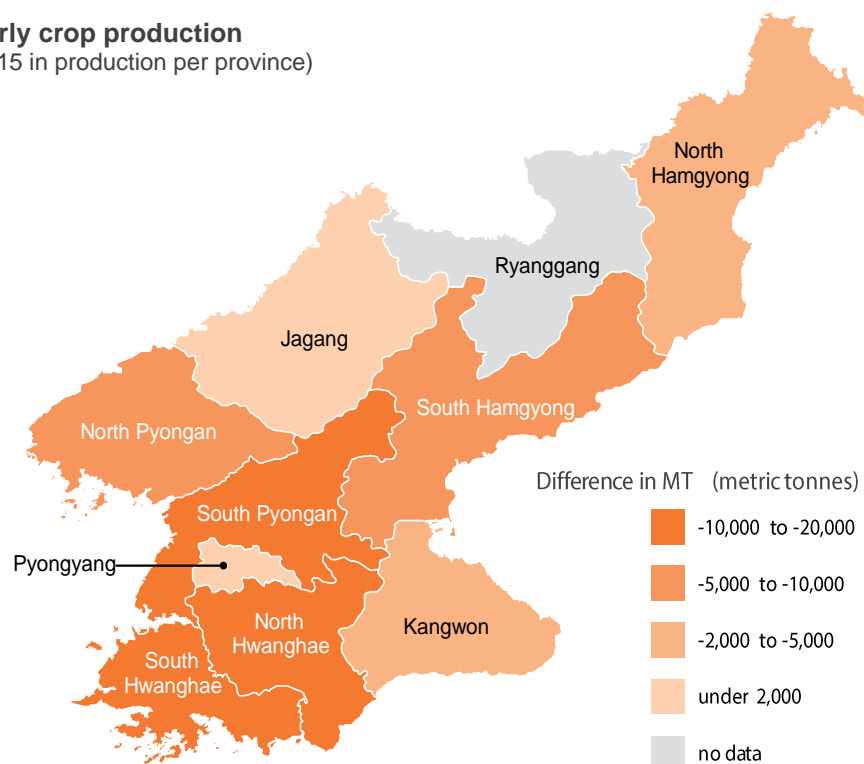 rly crop production
15 in production per province)
North
Hamgyong
Ryanggang
Jagang
South Hamgyong
North Pyongan
South Pyongan
Pyongyang
North
Hwanghae
Kangwon
South
Hwanghae
Difference in MT (metric tonnes)
-10,000 to -20,000
-5,000 to -10,000
-2,000 to -5,000
under 2,000
no data